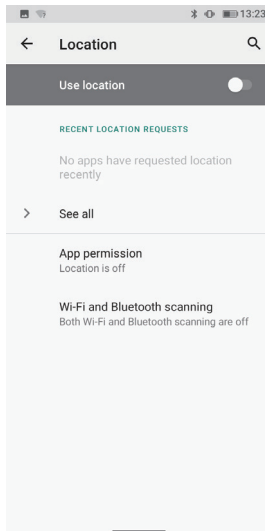 13:23
Location
Use location
RECENT LOCATION REQUESTS
No apps have requested location
recently
See all
App permission
Location is off
Wi-Fi and Bluetooth scanning
Both Wi-Fi and Bluetooth scanning are off